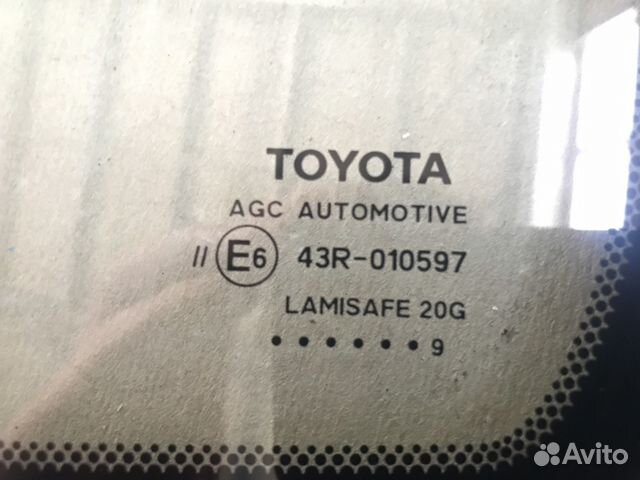 TOYOTA
AGC AUTOMOTIVE
II E6 43R-010597
LAMISAFE 20G
• • • • • • 9
Avito